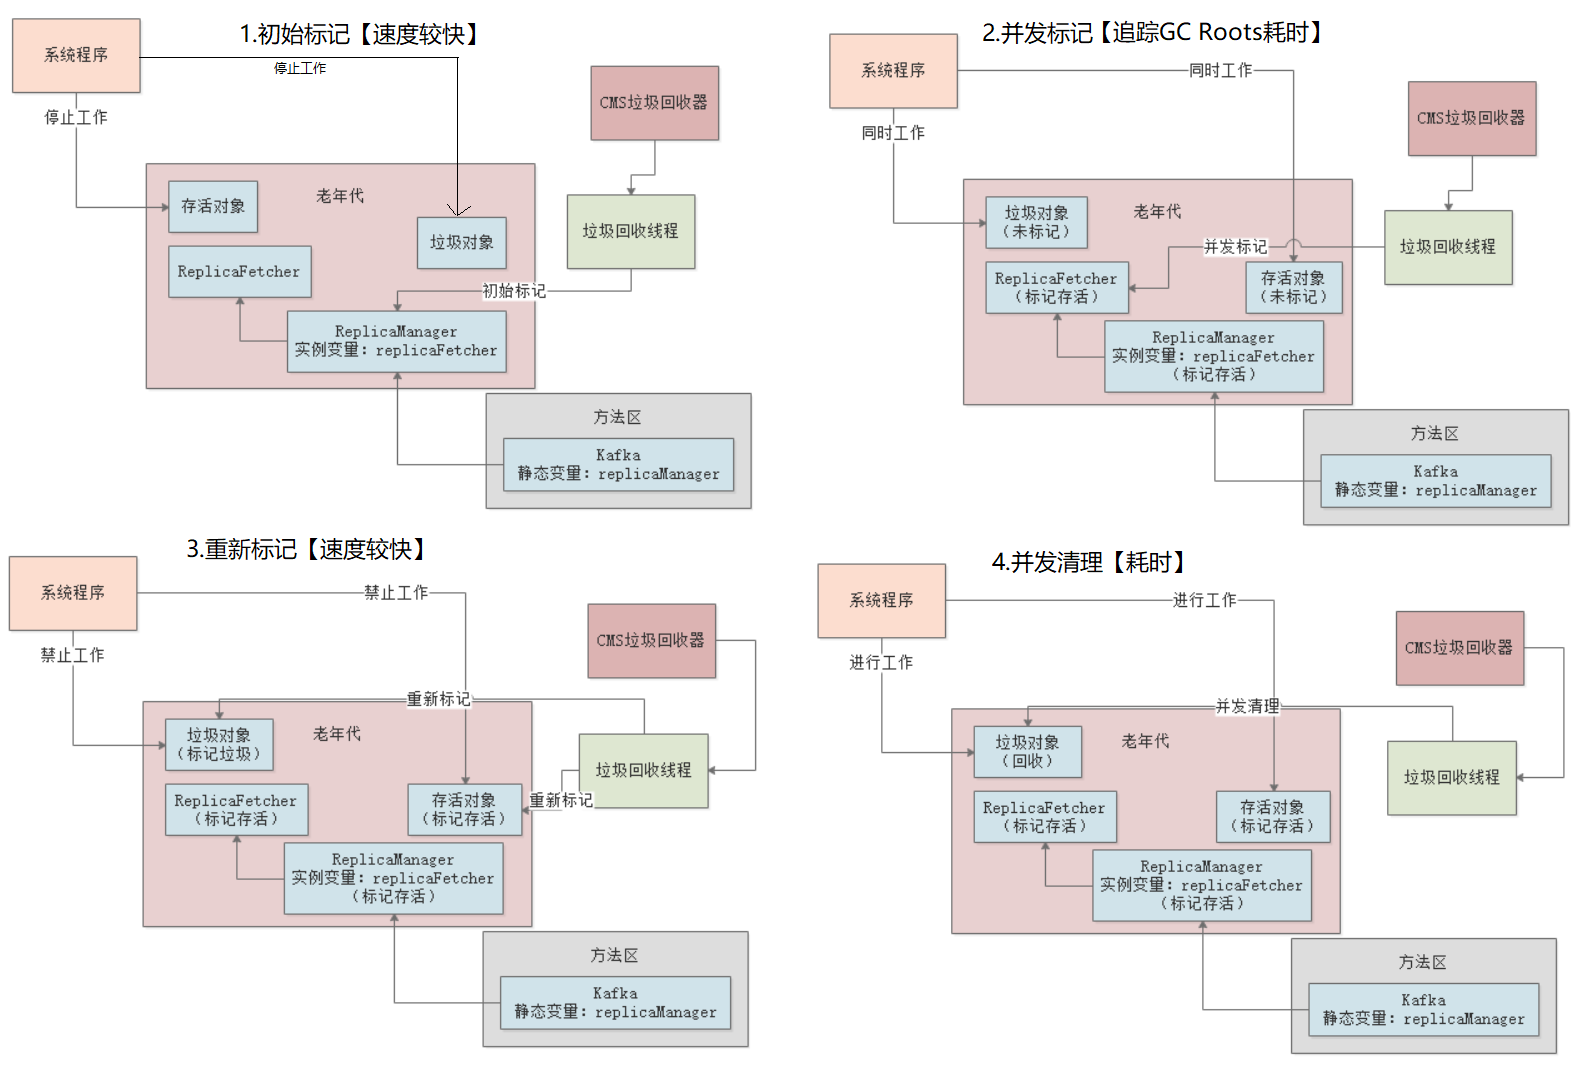 1.初始标记【速度较快】
系统程序
停止工作
停止工作
CMS垃圾回收器
老年代
存活对象
垃圾对象
垃圾回收线程
ReplicaFetcher
初始标记
ReplicaManager
实例变量：replicaFetcher
方法区
Kafka
静态变量：replicaManager
2.并发标记【追踪GC Roots耗时】
系统程序
同时工作
同时工作
CMS垃圾回收器
老年代
垃圾对象
（未标记）
并发标记
垃圾回收线程
ReplicaFetcher
（标记存活）
存活对象
（未标记）
ReplicaManager
实例变量：replicaFetcher
（标记存活）
方法区
Kafka
静态变量：replicaManager
3.重新标记【速度较快】
系统程序
禁止工作
禁止工作
CMS垃圾回收器
重新标记
老年代
垃圾对象
（标记垃圾）
垃圾回收线程
重新标记
ReplicaFetcher
（标记存活）
存活对象
（标记存活）
ReplicaManager
实例变量：replicaFetcher
（标记存活）
方法区
Kafka
静态变量：replicaManager
4.并发清理【耗时】
系统程序
进行工作
进行工作
CMS垃圾回收器
并发清理
老年代
垃圾对象
（回收）
垃圾回收线程
ReplicaFetcher
（标记存活）
存活对象
（标记存活）
ReplicaManager
实例变量：replicaFetcher
（标记存活）
方法区
Kafka
静态变量：replicaManager